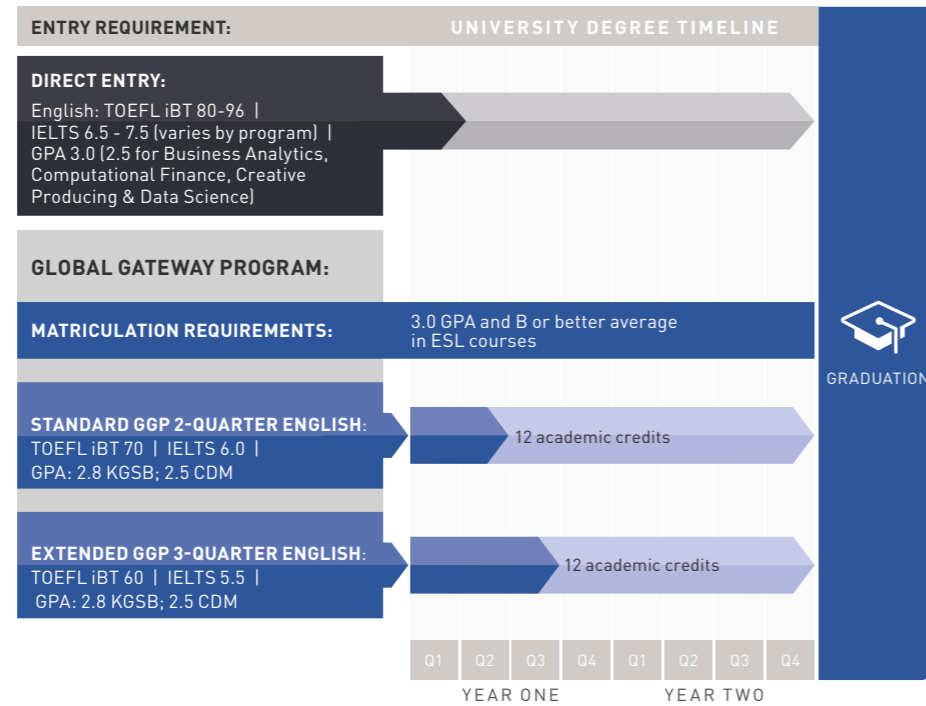 ENTRY REQUIREMENT:
UNIVERSITY DEGREE TIMELINE
DIRECT ENTRY:
English: TOEFL iBT 80-96 |
IELTS 6.5 - 7.5 (varies by program) |
GPA 3.0 (2.5 for Business Analytics,
Computational Finance, Creative
Producing & Data Science)
GLOBAL GATEWAY PROGRAM:
MATRICULATION REQUIREMENTS:
3.0 GPA and B or better average
in ESL courses
STANDARD GGP 2-QUARTER ENGLISH:
TOEFL iBT 70 | IELTS 6.0 |
GPA: 2.8 KGSB; 2.5 CDM
12 academic credits
EXTENDED GGP 3-QUARTER ENGLISH:
TOEFL iBT 60 | IELTS 5.5 |
GPA: 2.8 KGSB; 2.5 CDM
12 academic credits
GRADUATION
Q1 Q2 Q3 Q4 Q1 Q2 Q3 Q4
YEAR ONE YEAR TWO